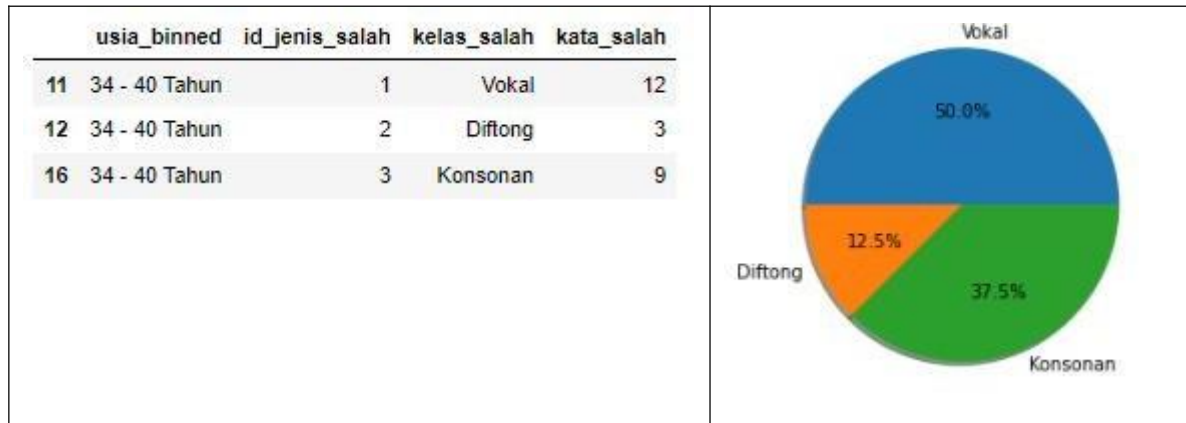 usia_binned id_jenis_salah kelas_salah kata_salah
11 34 - 40 Tahun 1 Vokal 12
12 34 - 40 Tahun 2 Diftong 3
16 34 - 40 Tahun 3 Konsonan 9
Vokal
50.0%
12.5%
Diftong
37.5%
Konsonan